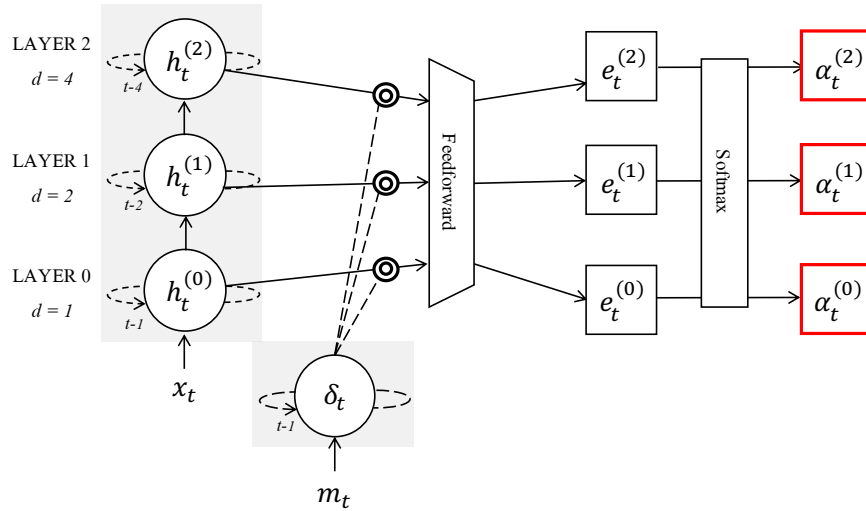 LAYER 2
d = 4
t-4
h_t^{(2)}
e_t^{(2)}
α_t^{(2)}
LAYER 1
d = 2
t-2
h_t^{(1)}
Feedforward
e_t^{(1)}
Softmax
α_t^{(1)}
LAYER 0
d = 1
t-1
h_t^{(0)}
e_t^{(0)}
α_t^{(0)}
x_t
δ_t
t-1
m_t